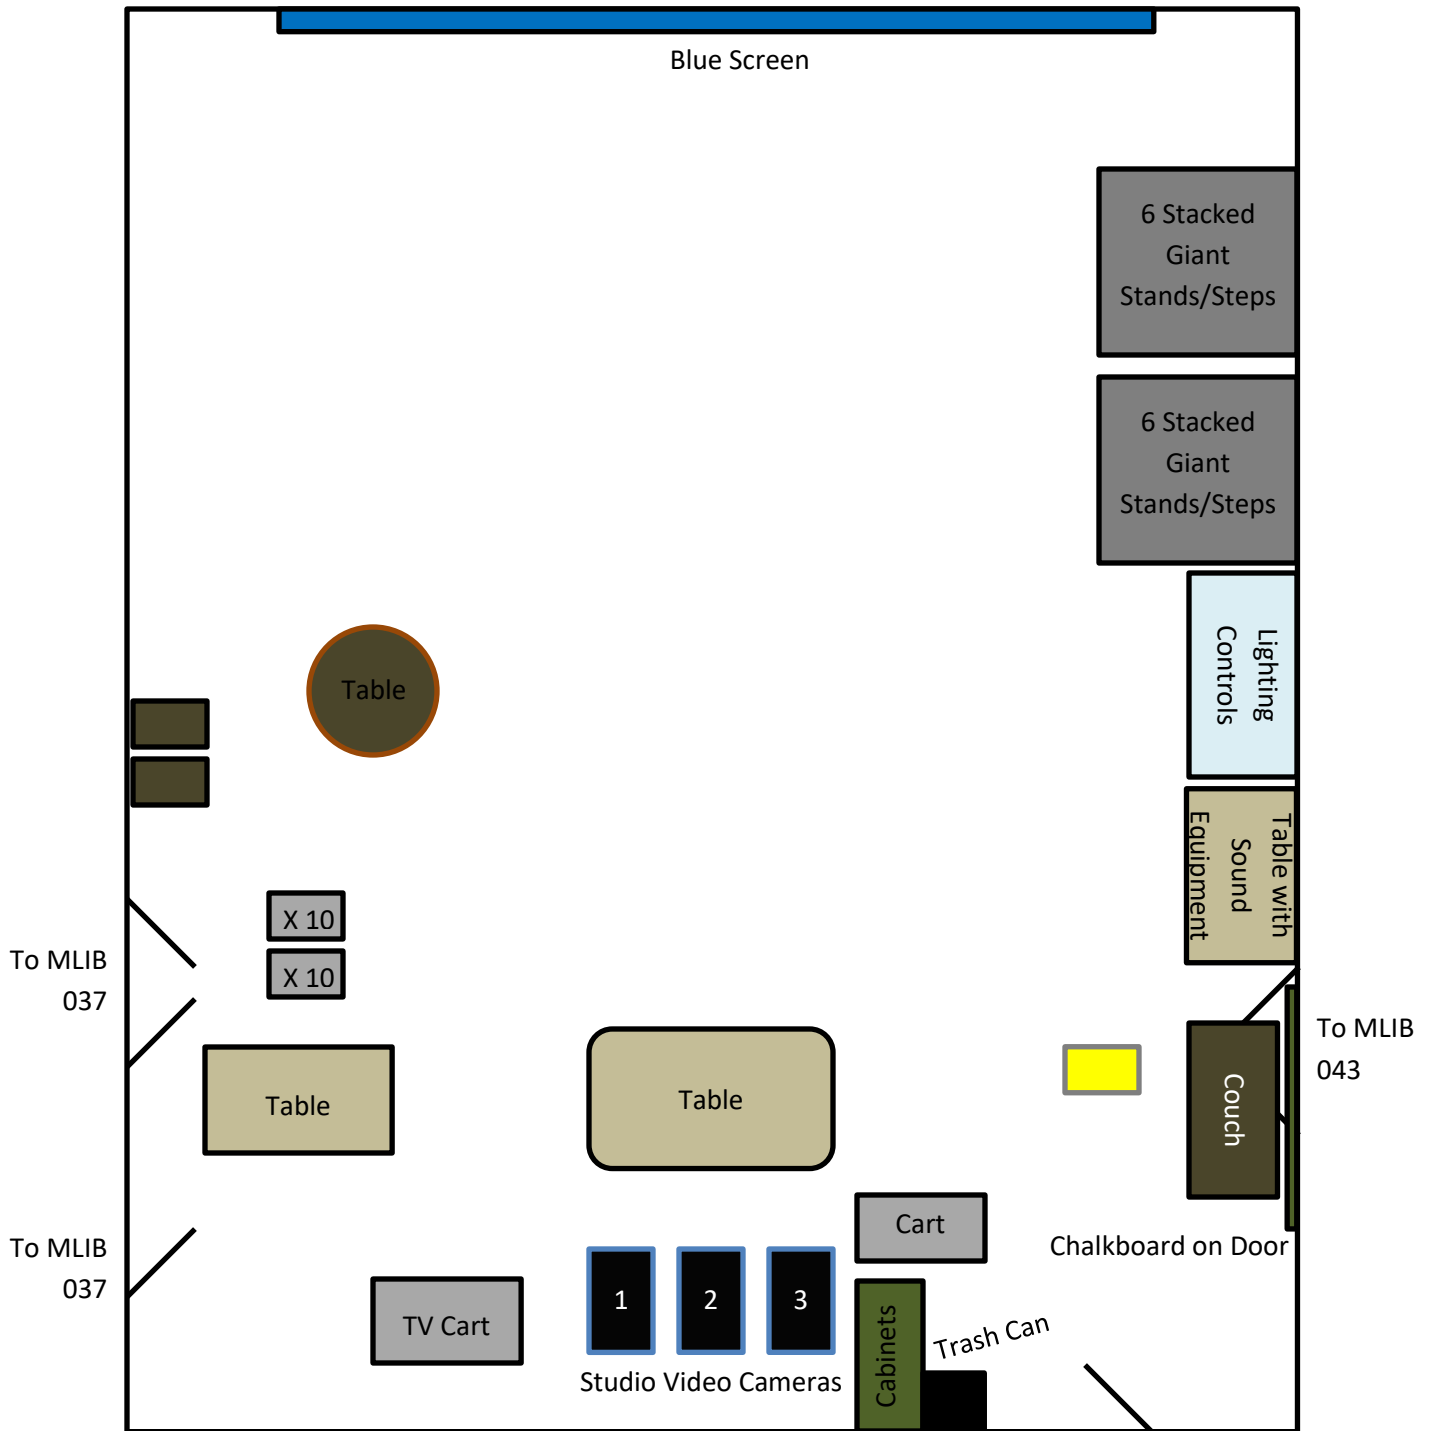 Blue Screen
6 Stacked
Giant
Stands/Steps
6 Stacked
Giant
Stands/Steps
Lighting
Controls
Table
Table with
Sound
Equipment
X 10
X 10
To MLIB
037
To MLIB
043
Table
Table
Couch
Cart
Chalkboard on Door
To MLIB
037
TV Cart
1
2
3
Studio Video Cameras
Cabinets
Trash Can